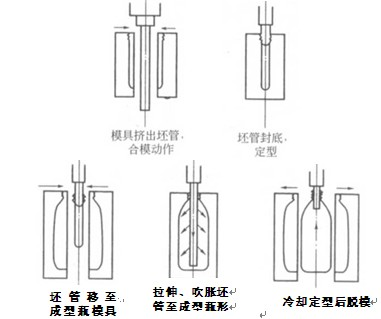 模具挤出坯管,
合模动作
坯管封底,
定型
坯管移至
成型瓶模具
拉伸、吹胀坯
管至成型瓶形
冷却定型后脱模